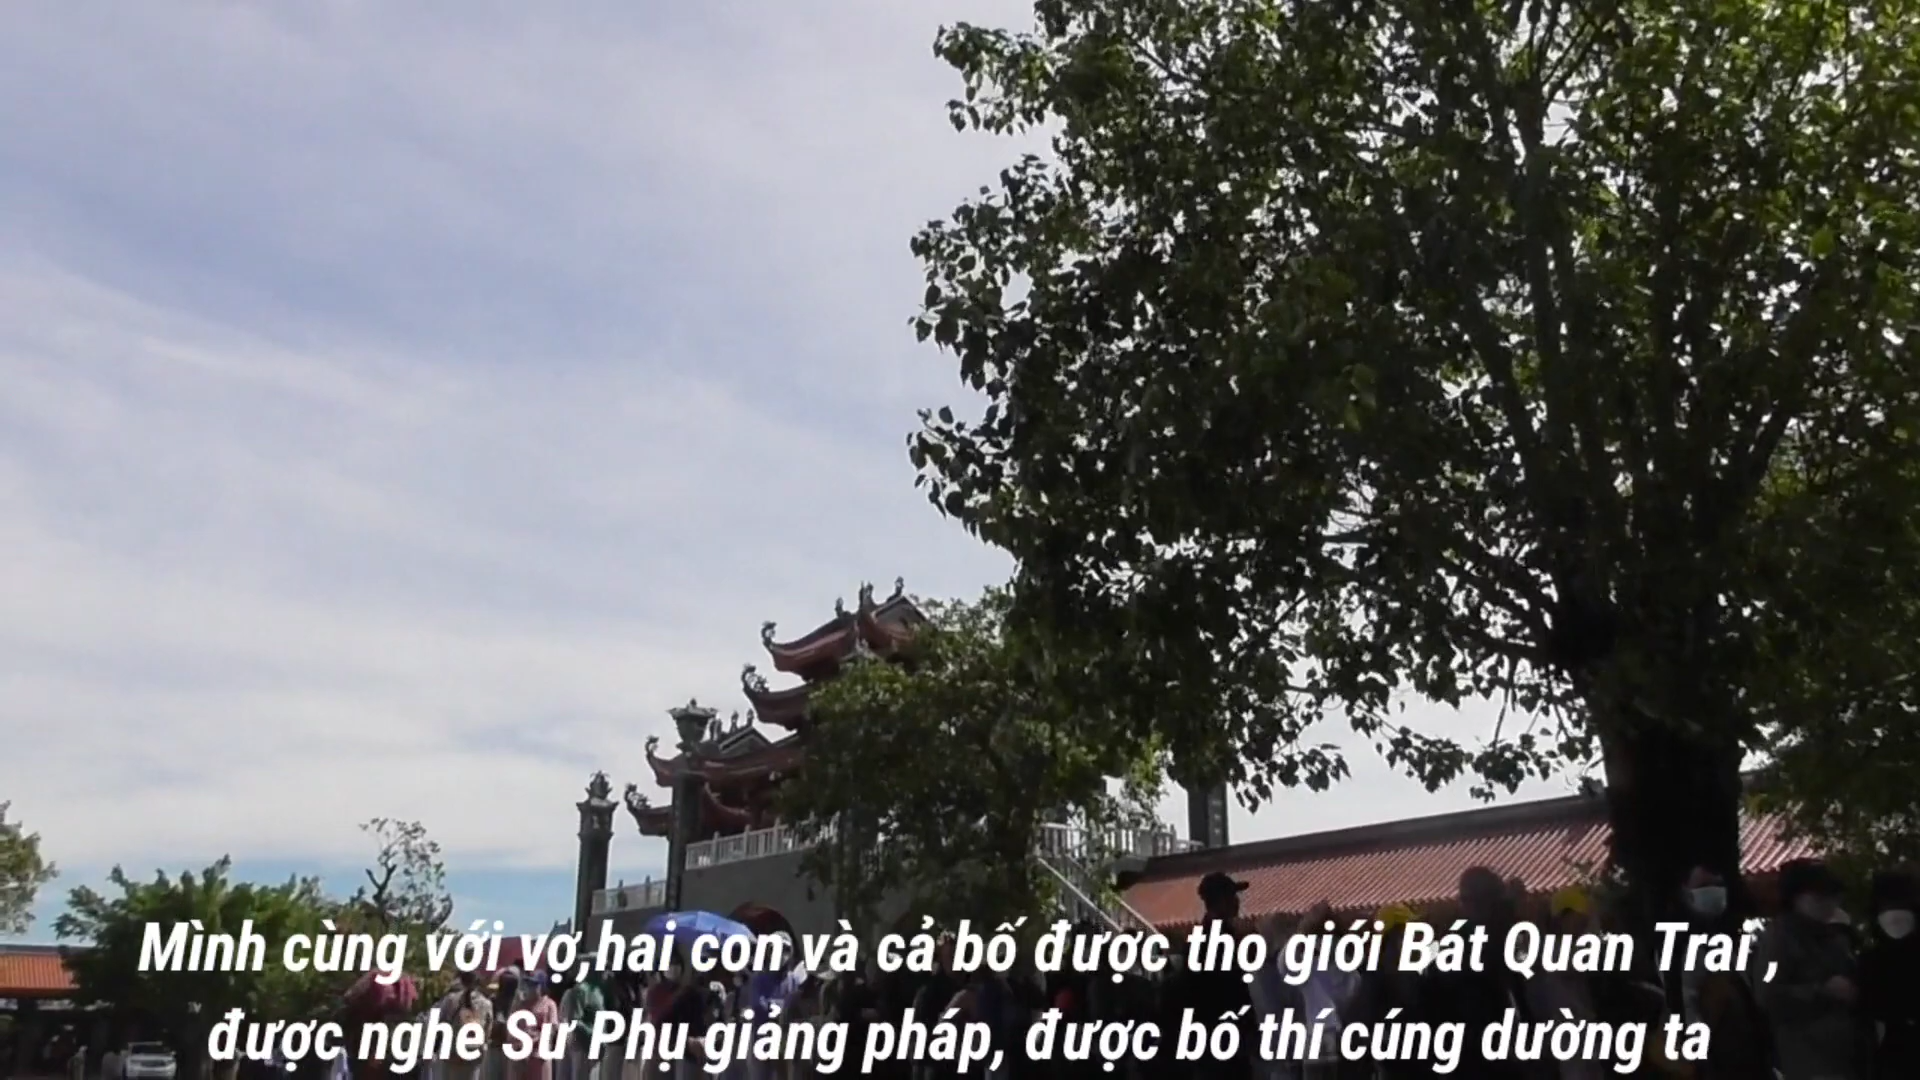 Mình cùng với vợ,hai con và cả bố được thọ giới Bát Quan Trai ,
được nghe Sư Phụ giảng pháp, được bố thí cúng dường ta